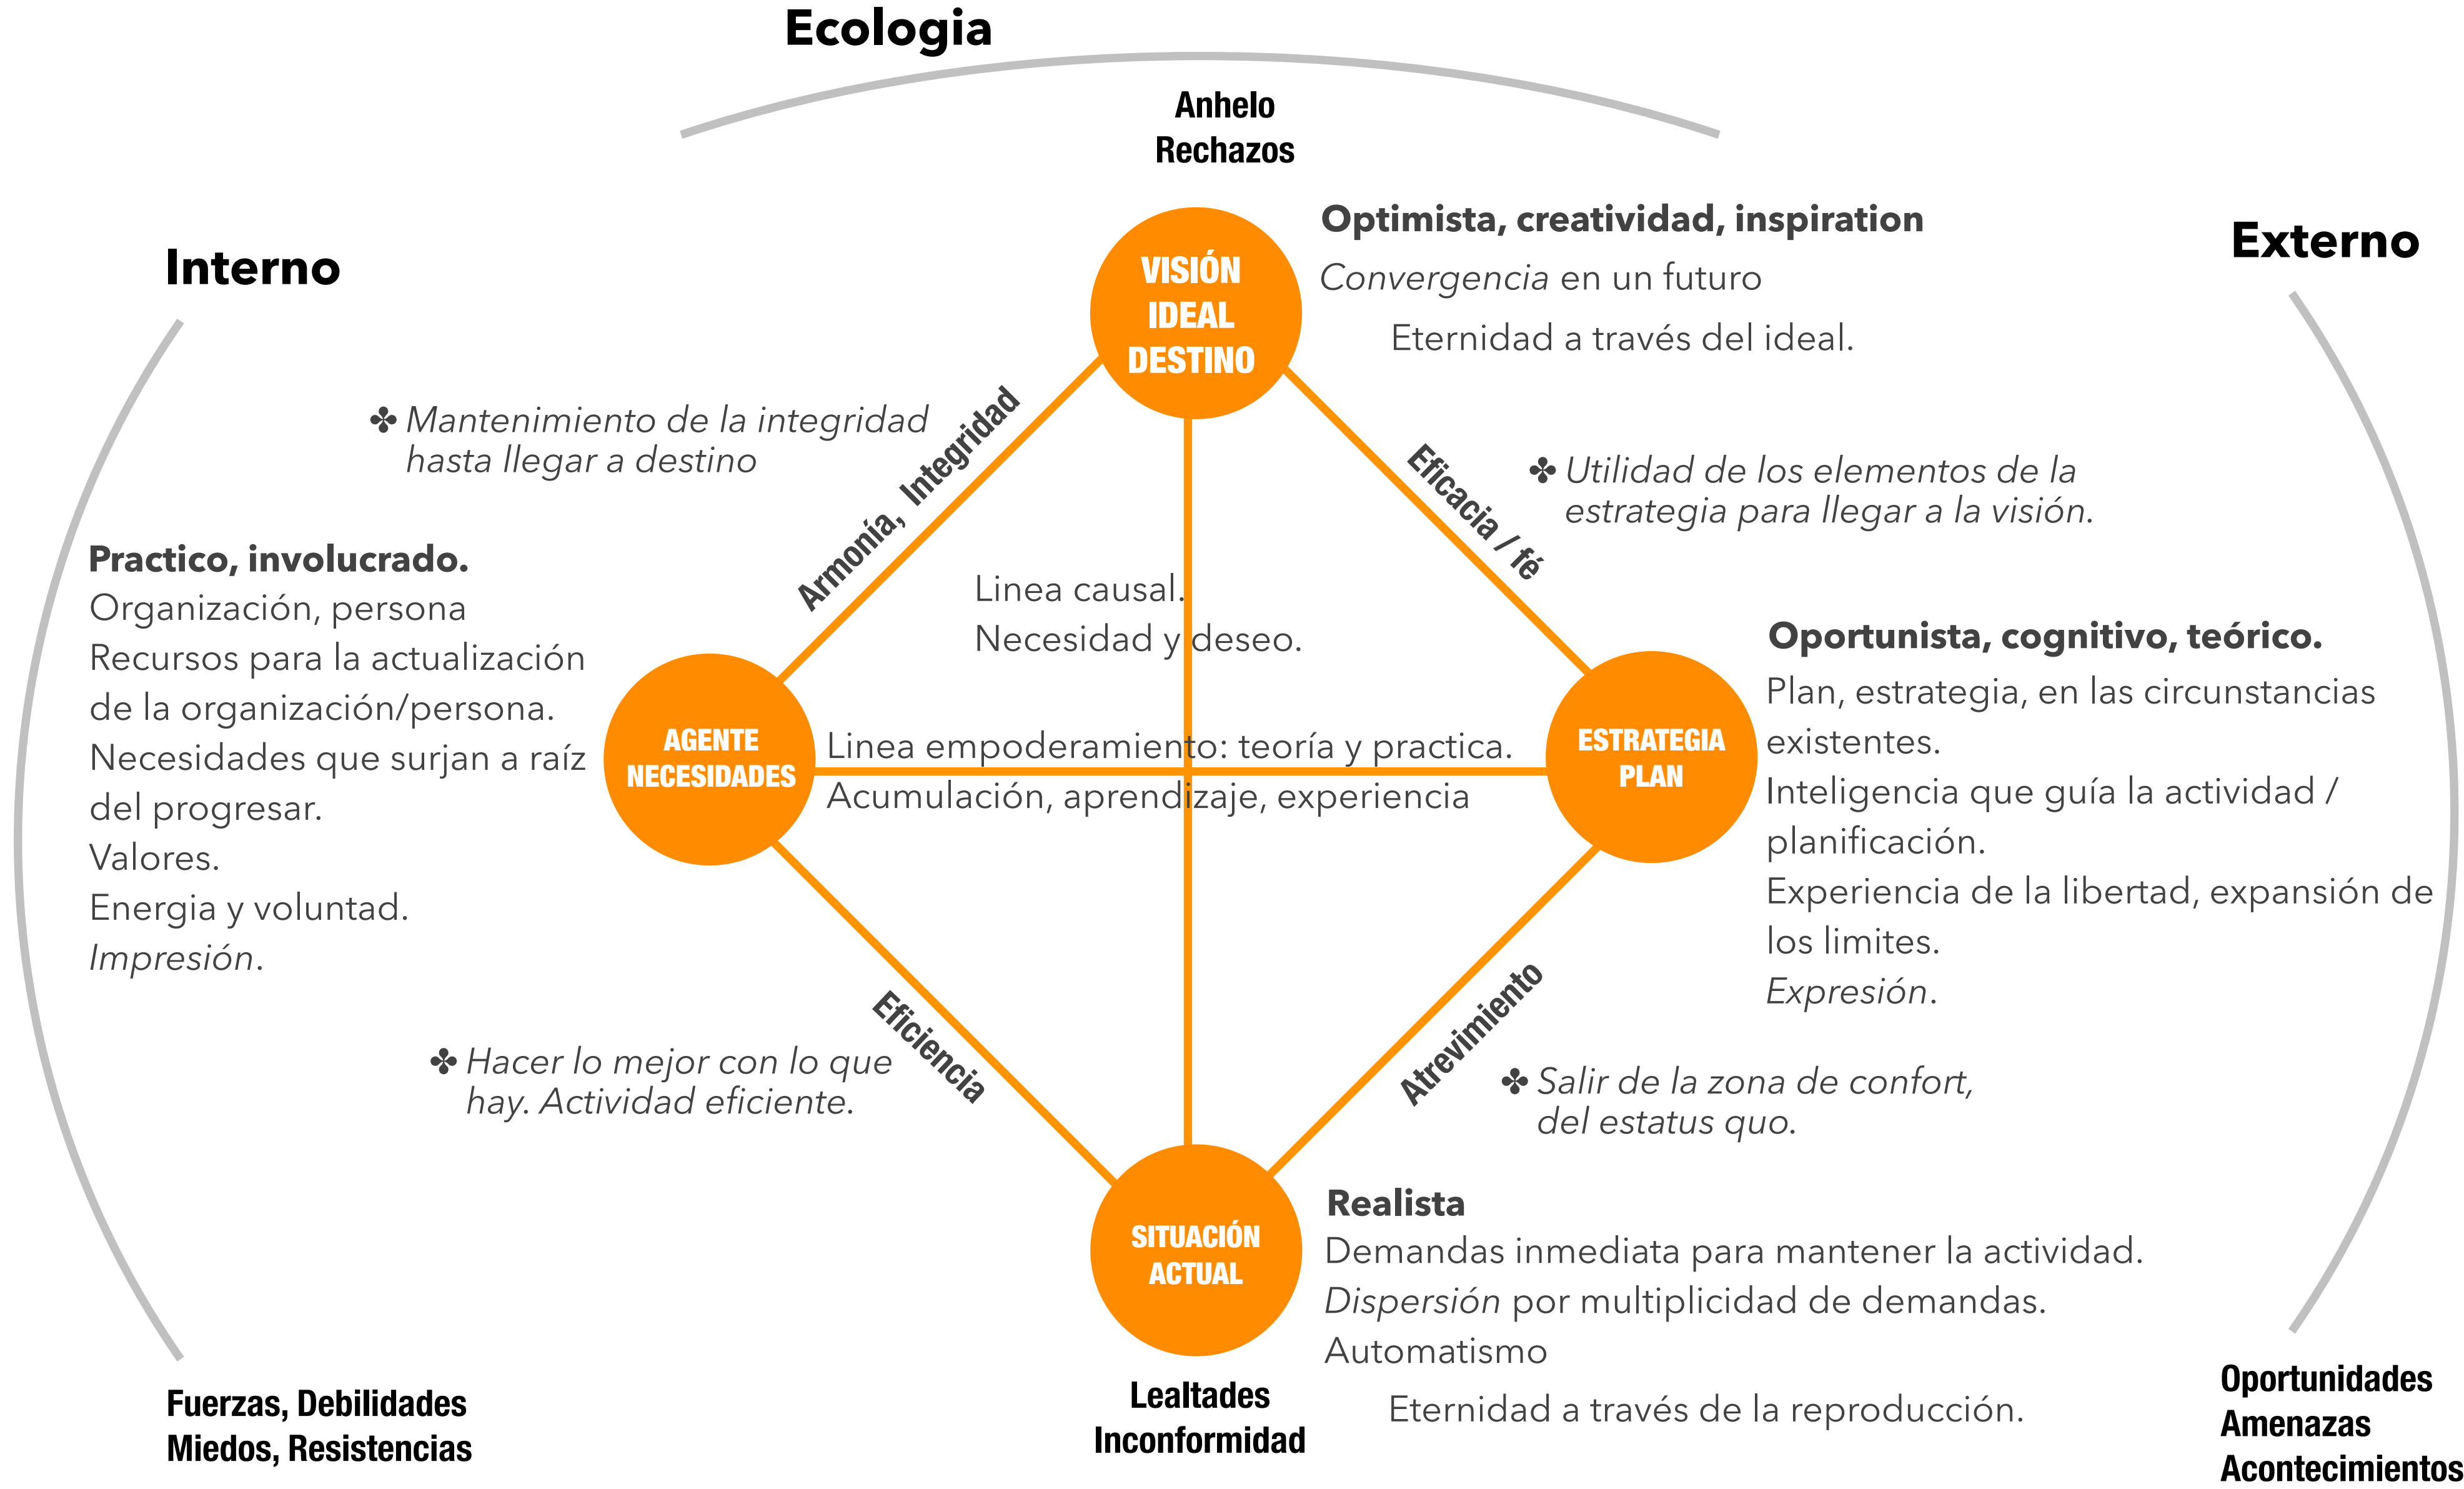 Ecologia
Anhelo
Rechazos
Interno
Externo
VISIÓN
IDEAL
DESTINO
Optimista, creatividad, inspiration
Convergencia en un futuro
Eternidad a través del ideal.
✤ Mantenimiento de la integridad
hasta llegar a destino
Armonía, Integridad
Eficacia / fé
✤ Utilidad de los elementos de la
estrategia para llegar a la visión.
Practico, involucrado.
Organización, persona
Recursos para la actualización
de la organización/persona.
Necesidades que surjan a raíz
del progresar.
Valores.
Energia y voluntad.
Impresión.
Linea causal.
Necesidad y deseo.
AGENTE
NECESIDADES
Linea empoderamiento: teoría y practica.
Acumulación, aprendizaje, experiencia
ESTRATEGIA
PLAN
Oportunista, cognitivo, teórico.
Plan, estrategia, en las circunstancias
existentes.
Inteligencia que guía la actividad /
planificación.
Experiencia de la libertad, expansión de
los limites.
Expresión.
Eficiencia
✤ Hacer lo mejor con lo que
hay. Actividad eficiente.
Atrevimiento
✤ Salir de la zona de confort,
del estatus quo.
SITUACIÓN
ACTUAL
Realista
Demandas inmediata para mantener la actividad.
Dispersión por multiplicidad de demandas.
Automatismo
Eternidad a través de la reproducción.
Lealtades
Inconformidad
Fuerzas, Debilidades
Miedos, Resistencias
Oportunidades
Amenazas
Acontecimientos